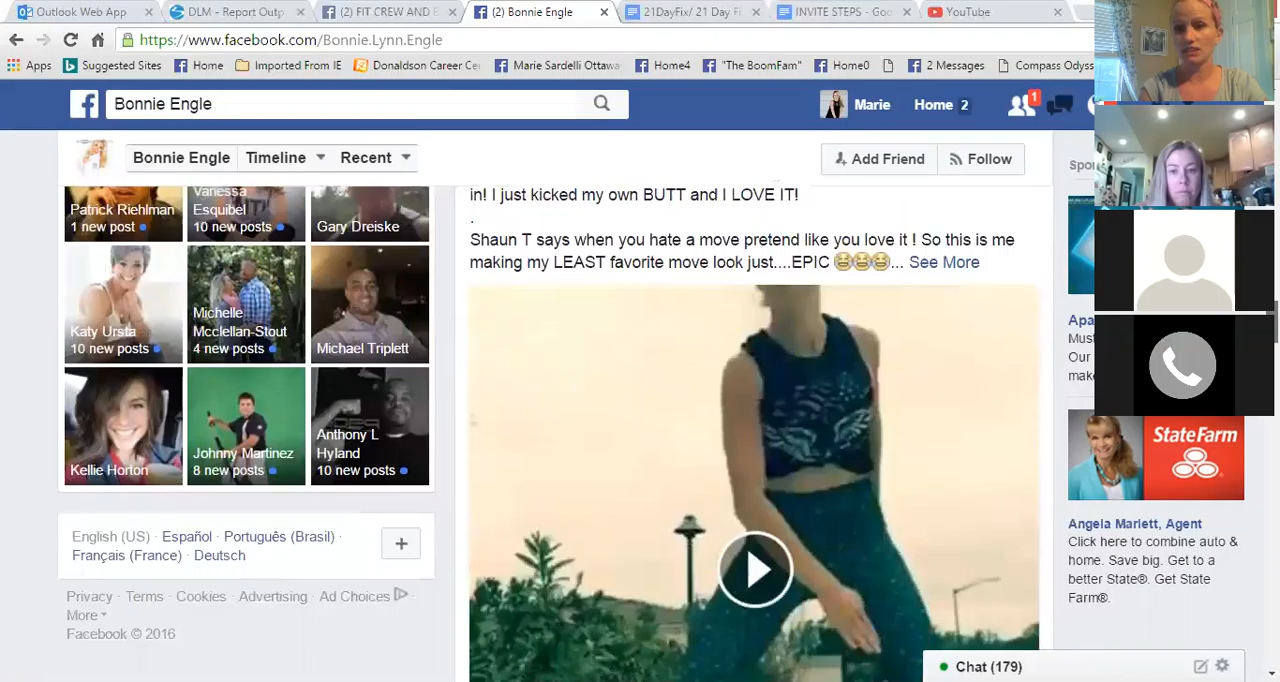 Outlook Web App
DLM - Report Outp
(2) FIT CREW AND E
(2) Bonnie Engle
21DayFix/ 21 Day Fi
INVITE STEPS - Goo
YouTube
https://www.facebook.com/Bonnie.Lynn.Engle
Apps
Suggested Sites
Home
Imported From IE
Donaldson Career Ce
Marie Sardelli Ottawa
Home4
"The BoomFam"
Home0
2 Messages
Compass Odys
Bonnie Engle
Marie
Home 2
1
Bonnie Engle
Timeline
Recent
Add Friend
Follow
Patrick Riehlman
1 new post
Vanessa
Esquibel
10 new posts
Gary Dreiske
Katy Ursta
10 new posts
Michelle
Mcclellan-Stout
4 new posts
Michael Triplett
Kellie Horton
Johnny Martinez
8 new posts
Anthony L
Hyland
10 new posts
English (US) · Español · Português (Brasil) ·
Français (France) · Deutsch
+
Privacy · Terms · Cookies · Advertising · Ad Choices
More
Facebook © 2016
in! I just kicked my own BUTT and I LOVE IT!
.
Shaun T says when you hate a move pretend like you love it ! So this is me
making my LEAST favorite move look just....EPIC 😆😆😆... See More
Spo
Apa
Must
Our
make
StateFarm
Angela Marlett, Agent
Click here to combine auto &
home. Save big. Get to a
better State®. Get State
Farm®.
Chat (179)